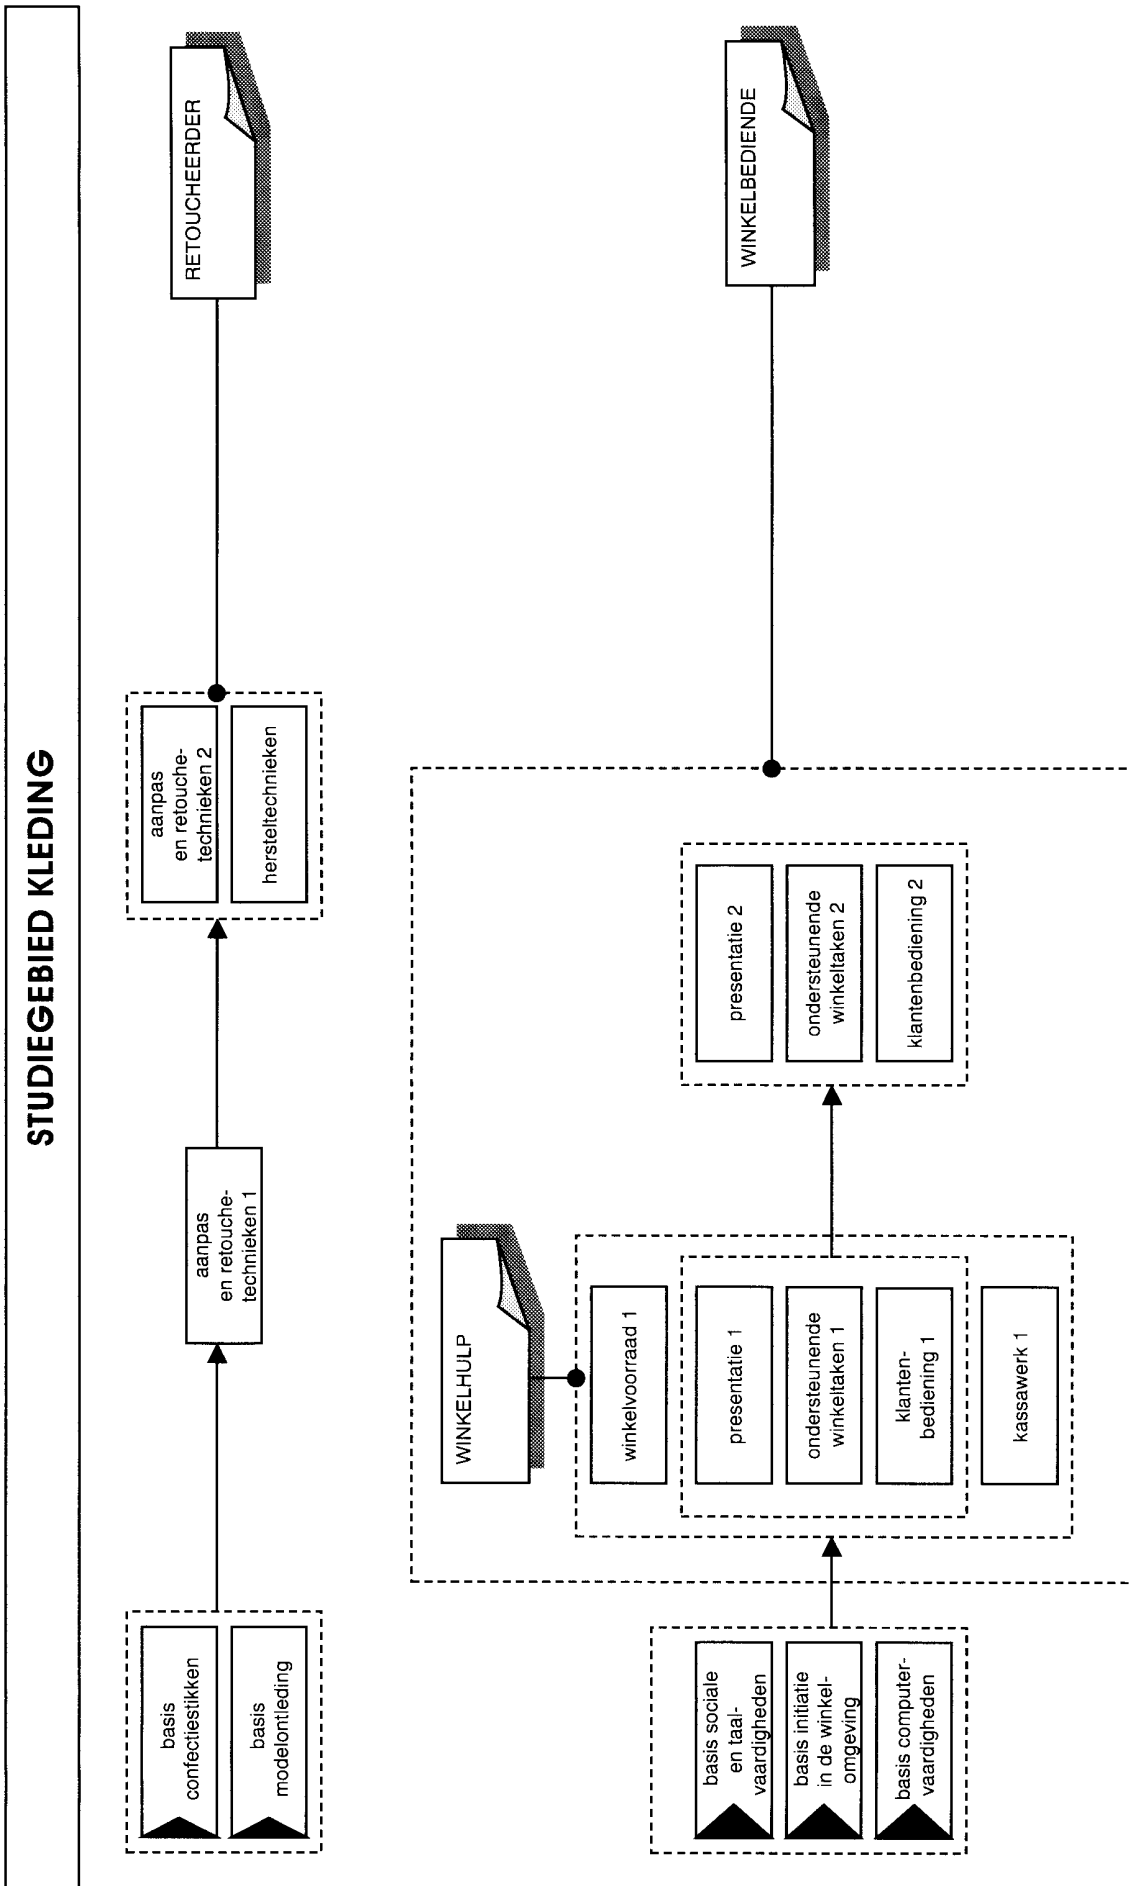 STUDIEGEBIED KLEDING
basis
confectiestikken
basis
modelontleding
aanpas
en retouche-
technieken 1
aanpas
en retouche-
technieken 2
hersteltechnieken
RETOUCHEERDER
WINKELHULP
basis sociale
en taal-
vaardigheden
basis initiatie
in de winkel-
omgeving
basis computer-
vaardigheden
winkelvoorraad 1
presentatie 1
ondersteunende
winkeltaken 1
klanten-
bediening 1
kassawerk 1
presentatie 2
ondersteunende
winkeltaken 2
klantenbediening 2
WINKELBEDIENDE